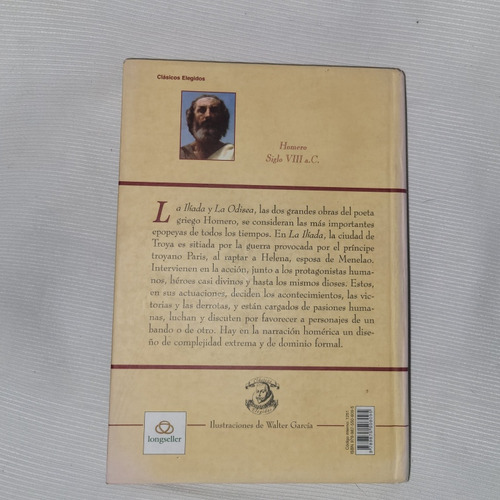 Clásicos Elegidos
Homero
Siglo VIII a.C.
La Ilíada y La Odisea, las dos grandes obras del poeta
griego Homero, se consideran las más importantes
epopeyas de todos los tiempos. En La Ilíada, la ciudad de
Troya es sitiada por la guerra provocada por el príncipe
troyano Paris, al raptar a Helena, esposa de Menelao.
Intervienen en la acción, junto a los protagonistas huma-
nos, héroes casi divinos y hasta los mismos dioses. Estos,
en sus actuaciones, deciden los acontecimientos, las vic-
torias y las derrotas, y están cargados de pasiones huma-
nas, luchan y discuten por favorecer a personajes de un
bando o de otro. Hay en la narración homérica un dise-
ño de complejidad extrema y de dominio formal.
longseller
Ilustraciones de Walter García